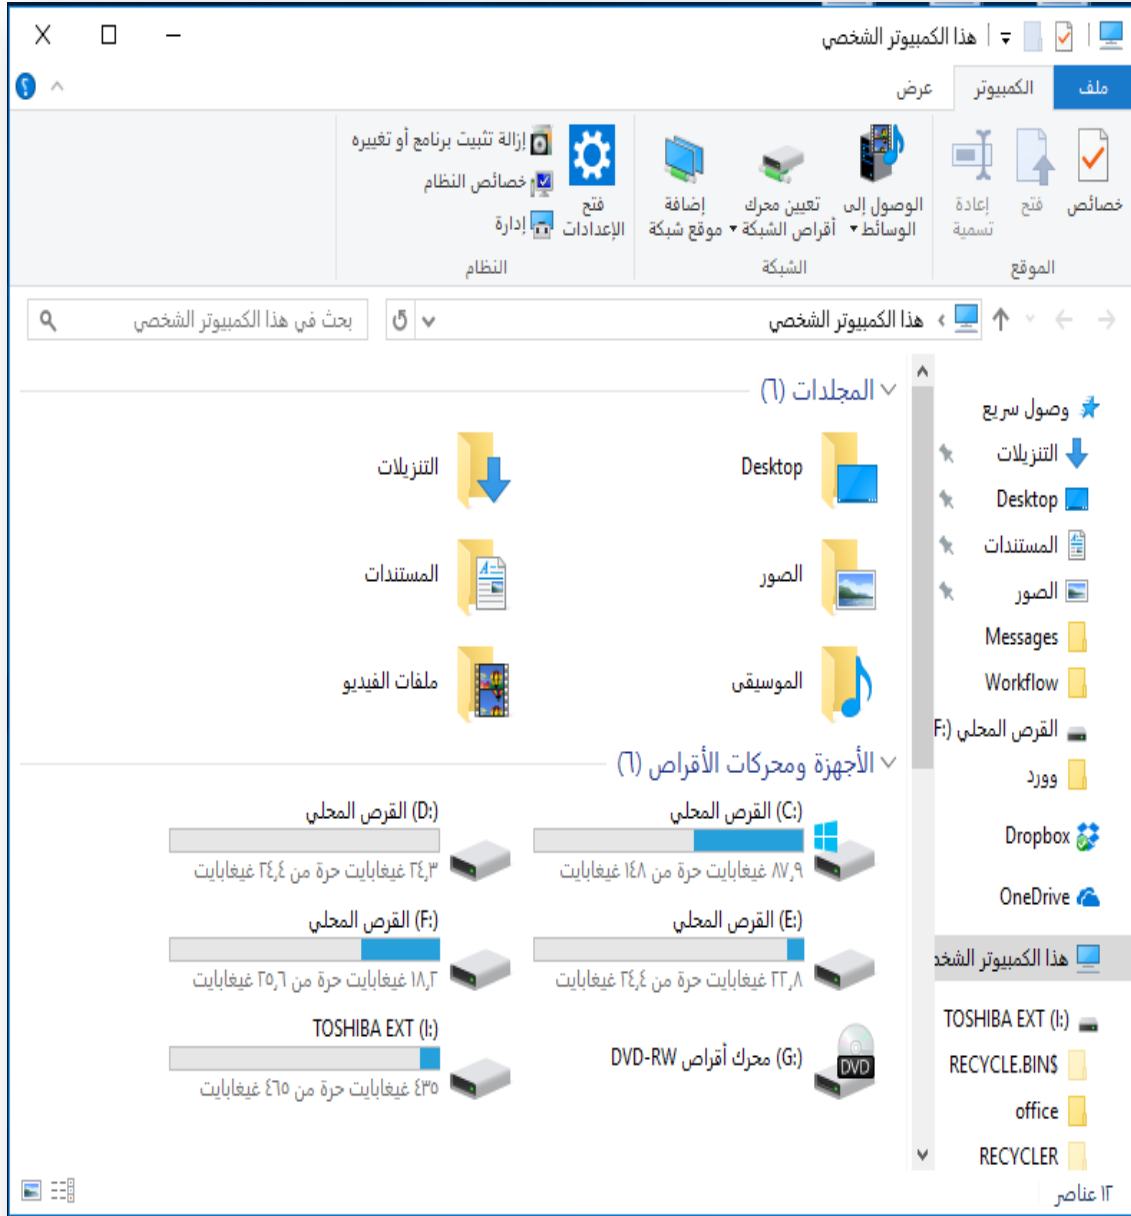 هذا الكمبيوتر الشخصي
ملف
الكمبيوتر
عرض
خصائص
فتح
إعادة تسمية
الموقع
الوصول إلى الوسائط
تعيين محرك أقراص الشبكة
إضافة موقع شبكة
الشبكة
فتح الإعدادات
إزالة تثبيت برنامج أو تغييره
خصائص النظام
إدارة
النظام
هذا الكمبيوتر الشخصي
بحث في هذا الكمبيوتر الشخصي
وصول سريع
التنزيلات
Desktop
المستندات
الصور
Messages
Workflow
القرص المحلي (F:
وورد
Dropbox
OneDrive
هذا الكمبيوتر الشخص
TOSHIBA EXT (I:)
RECYCLE.BIN$
office
RECYCLER
المجلدات (٦)
Desktop
التنزيلات
الصور
المستندات
الموسيقى
ملفات الفيديو
الأجهزة ومحركات الأقراص (٦)
القرص المحلي (C:)
٨٧,٩ غيغابايت حرة من ١٤٨ غيغابايت
القرص المحلي (D:)
٢٤,٣ غيغابايت حرة من ٢٤,٤ غيغابايت
القرص المحلي (E:)
٢٢,٨ غيغابايت حرة من ٢٤,٤ غيغابايت
القرص المحلي (F:)
١٨,٢ غيغابايت حرة من ٢٥,٦ غيغابايت
محرك أقراص DVD-RW (G:)
DVD
TOSHIBA EXT (I:)
٤٣٥ غيغابايت حرة من ٤٦٥ غيغابايت
١٢ عناصر